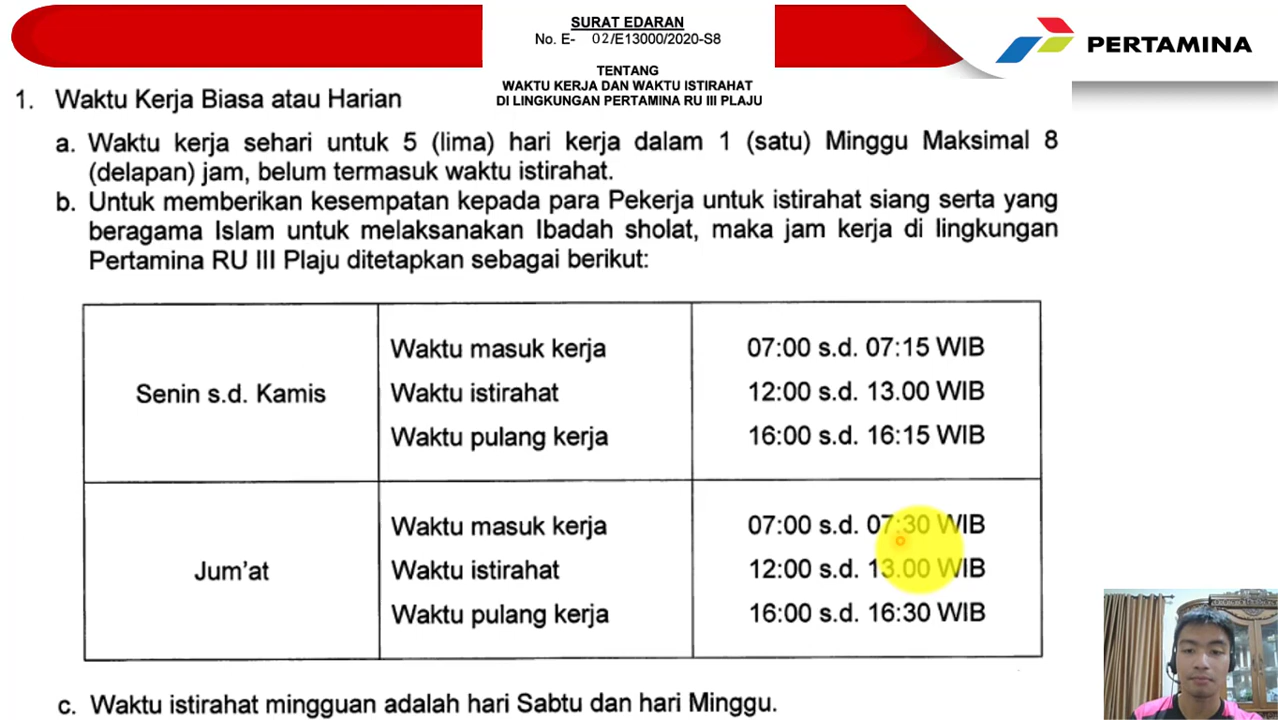 SURAT EDARAN
No. E- 02/E13000/2020-S8
TENTANG
WAKTU KERJA DAN WAKTU ISTIRAHAT
DI LINGKUNGAN PERTAMINA RU III PLAJU
PERTAMINA
1. Waktu Kerja Biasa atau Harian
a. Waktu kerja sehari untuk 5 (lima) hari kerja dalam 1 (satu) Minggu Maksimal 8
(delapan) jam, belum termasuk waktu istirahat.
b. Untuk memberikan kesempatan kepada para Pekerja untuk istirahat siang serta yang
beragama Islam untuk melaksanakan Ibadah sholat, maka jam kerja di lingkungan
Pertamina RU III Plaju ditetapkan sebagai berikut:
Senin s.d. Kamis
Waktu masuk kerja 07:00 s.d. 07:15 WIB
Waktu istirahat 12:00 s.d. 13.00 WIB
Waktu pulang kerja 16:00 s.d. 16:15 WIB
Jum'at
Waktu masuk kerja 07:00 s.d. 07:30 WIB
Waktu istirahat 12:00 s.d. 13.00 WIB
Waktu pulang kerja 16:00 s.d. 16:30 WIB
c. Waktu istirahat mingguan adalah hari Sabtu dan hari Minggu.